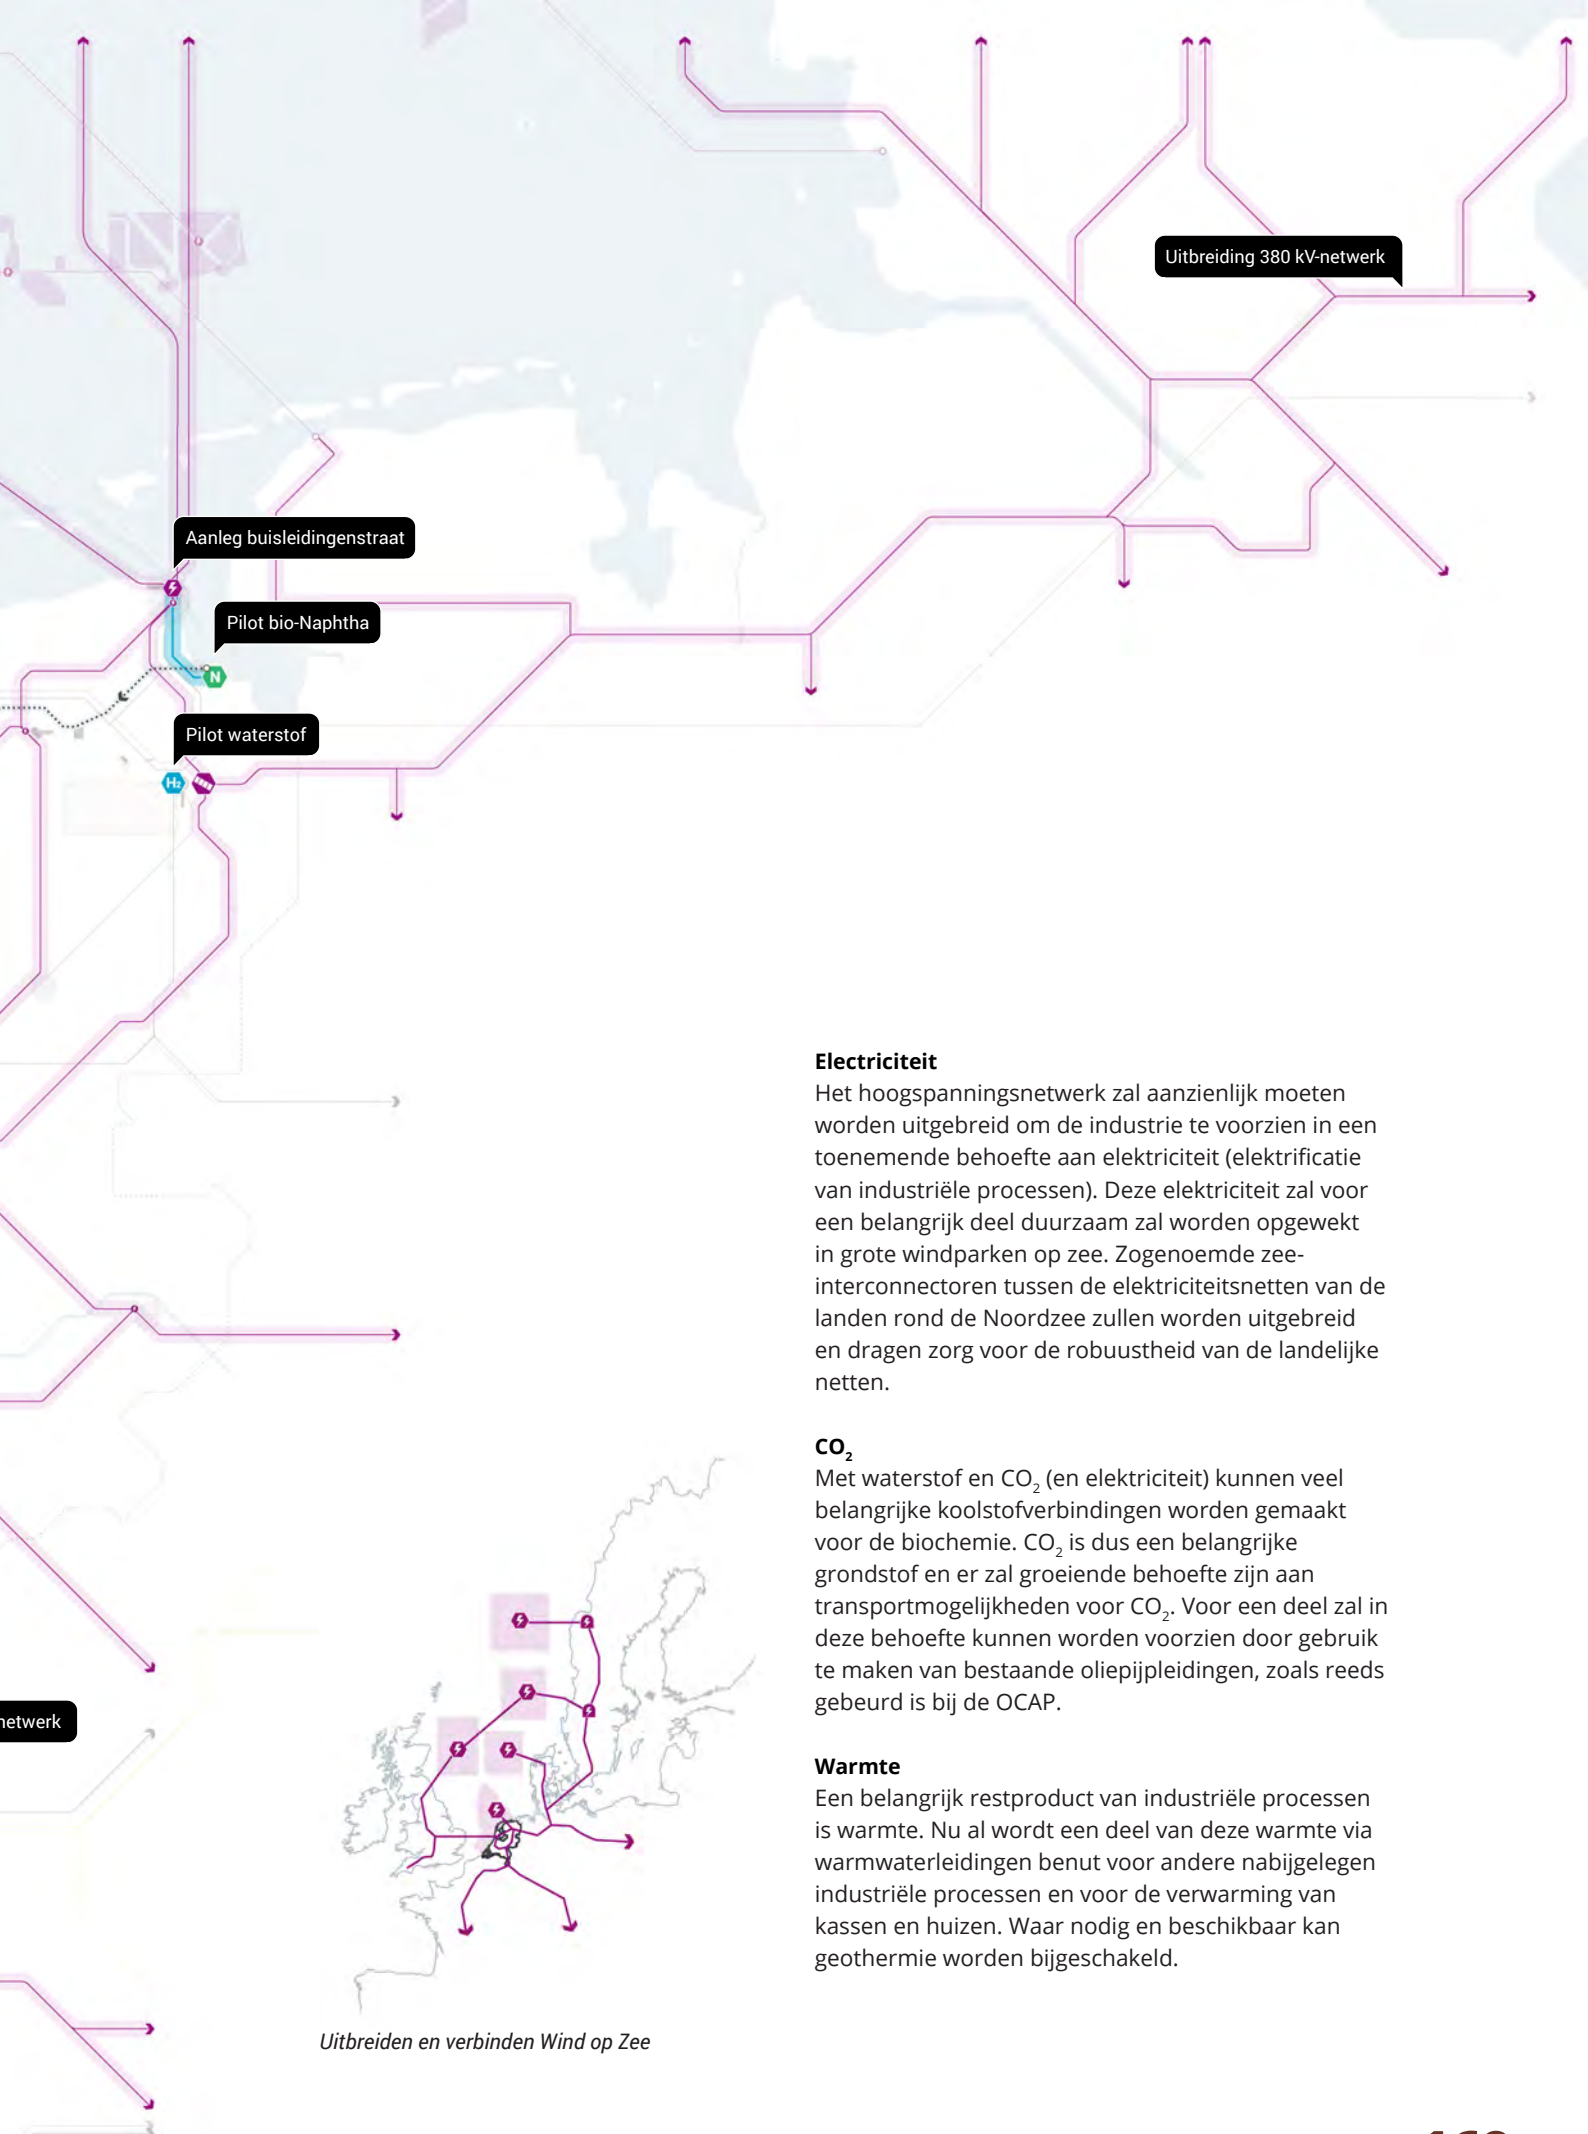 Uitbreiding 380 kV-netwerk
Aanleg buisleidingenstraat
Pilot bio-Naphtha
N
Pilot waterstof
H2
Electriciteit
Het hoogspanningsnetwerk zal aanzienlijk moeten
worden uitgebreid om de industrie te voorzien in een
toenemende behoefte aan elektriciteit (elektrificatie
van industriële processen). Deze elektriciteit zal voor
een belangrijk deel duurzaam zal worden opgewekt
in grote windparken op zee. Zogenoemde zee-
interconnectoren tussen de elektriciteitsnetten van de
landen rond de Noordzee zullen worden uitgebreid
en dragen zorg voor de robuustheid van de landelijke
netten.
CO₂
Met waterstof en CO₂ (en elektriciteit) kunnen veel
belangrijke koolstofverbindingen worden gemaakt
voor de biochemie. CO₂ is dus een belangrijke
grondstof en er zal groeiende behoefte zijn aan
transportmogelijkheden voor CO₂. Voor een deel zal in
deze behoefte kunnen worden voorzien door gebruik
te maken van bestaande oliepijpleidingen, zoals reeds
gebeurd is bij de OCAP.
Warmte
Een belangrijk restproduct van industriële processen
is warmte. Nu al wordt een deel van deze warmte via
warmwaterleidingen benut voor andere nabijgelegen
industriële processen en voor de verwarming van
kassen en huizen. Waar nodig en beschikbaar kan
geothermie worden bijgeschakeld.
netwerk
Uitbreiden en verbinden Wind op Zee